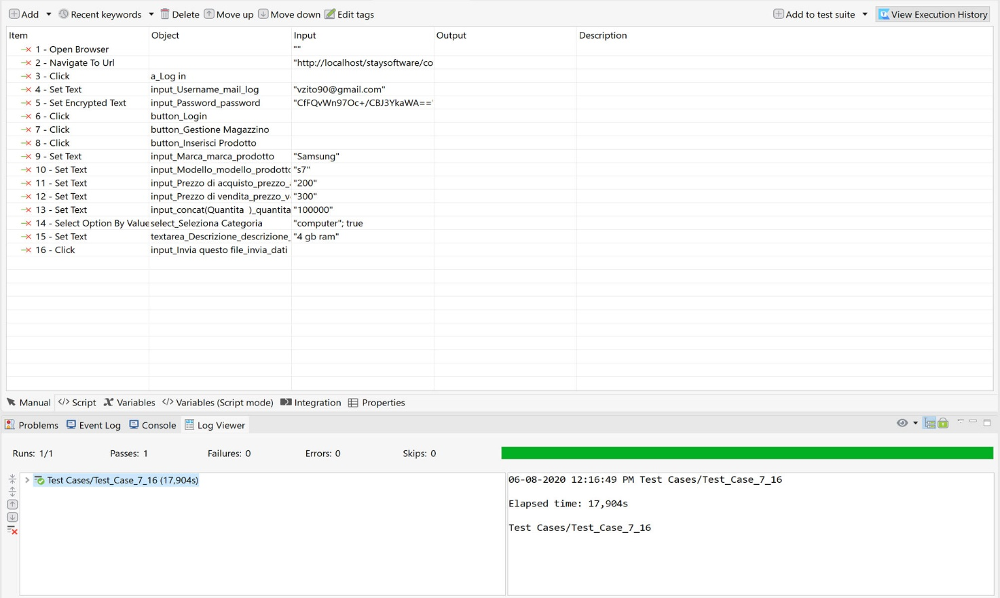 Add Recent keywords Delete Move up Move down Edit tags Add to test suite View Execution History
Item Object Input Output Description
1 - Open Browser ""
2 - Navigate To Url "http://localhost/staysoftware/co
3 - Click a_Log in
4 - Set Text input_Username_mail_log "vzito90@gmail.com"
5 - Set Encrypted Text input_Password_password "CfFQvWn97Oc+/CBJ3YkaWA=="
6 - Click button_Login
7 - Click button_Gestione Magazzino
8 - Click button_Inserisci Prodotto
9 - Set Text input_Marca_marca_prodotto "Samsung"
10 - Set Text input_Modello_modello_prodotto "s7"
11 - Set Text input_Prezzo di acquisto_prezzo_ "200"
12 - Set Text input_Prezzo di vendita_prezzo_v "300"
13 - Set Text input_concat(Quantita )_quantita "100000"
14 - Select Option By Value select_Seleziona Categoria "computer"; true
15 - Set Text textarea_Descrizione_descrizione_ "4 gb ram"
16 - Click input_Invia questo file_invia_dati
Manual </> Script Variables </> Variables (Script mode) Integration Properties
Problems Event Log Console Log Viewer
Runs: 1/1 Passes: 1 Failures: 0 Errors: 0 Skips: 0
Test Cases/Test_Case_7_16 (17,904s)
06-08-2020 12:16:49 PM Test Cases/Test_Case_7_16
Elapsed time: 17,904s
Test Cases/Test_Case_7_16